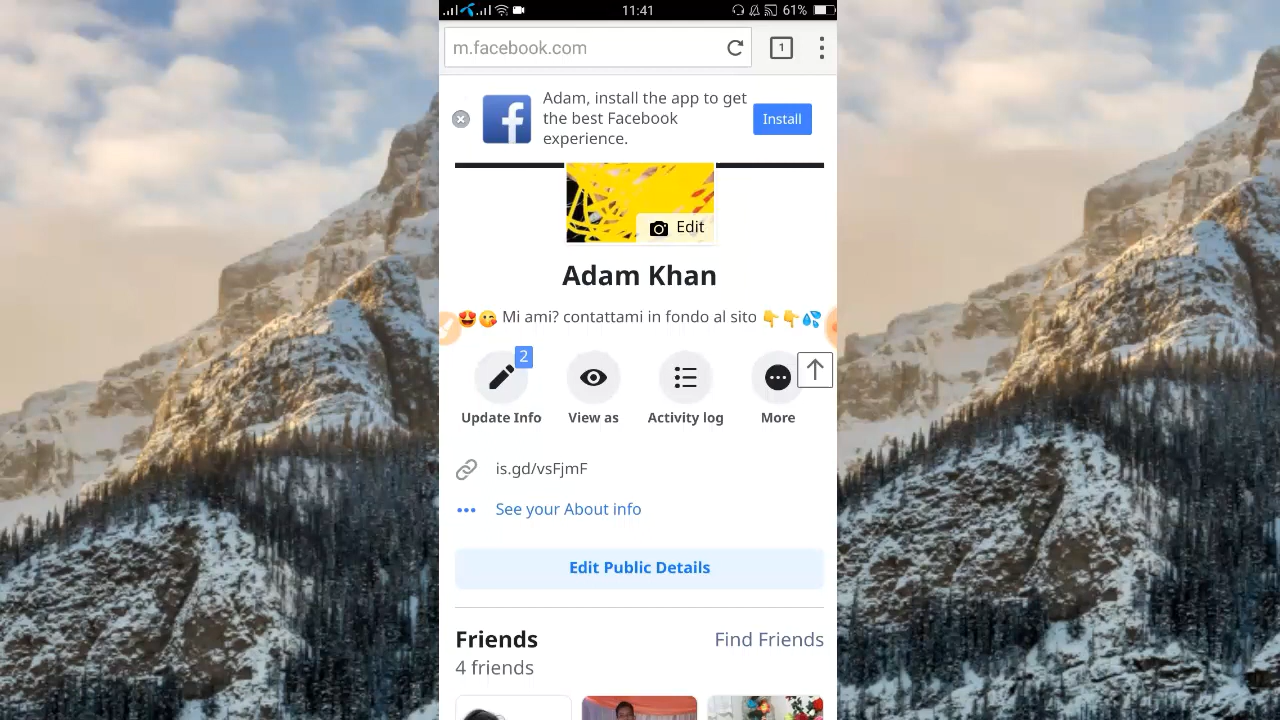 11:41 61%
m.facebook.com 1
Adam, install the app to get
the best Facebook
experience.
Install
Edit
Adam Khan
😍😘 Mi ami? contattami in fondo al sito 👇👇💦
2
Update Info View as Activity log More
is.gd/vsFjmF
See your About info
Edit Public Details
Friends Find Friends
4 friends